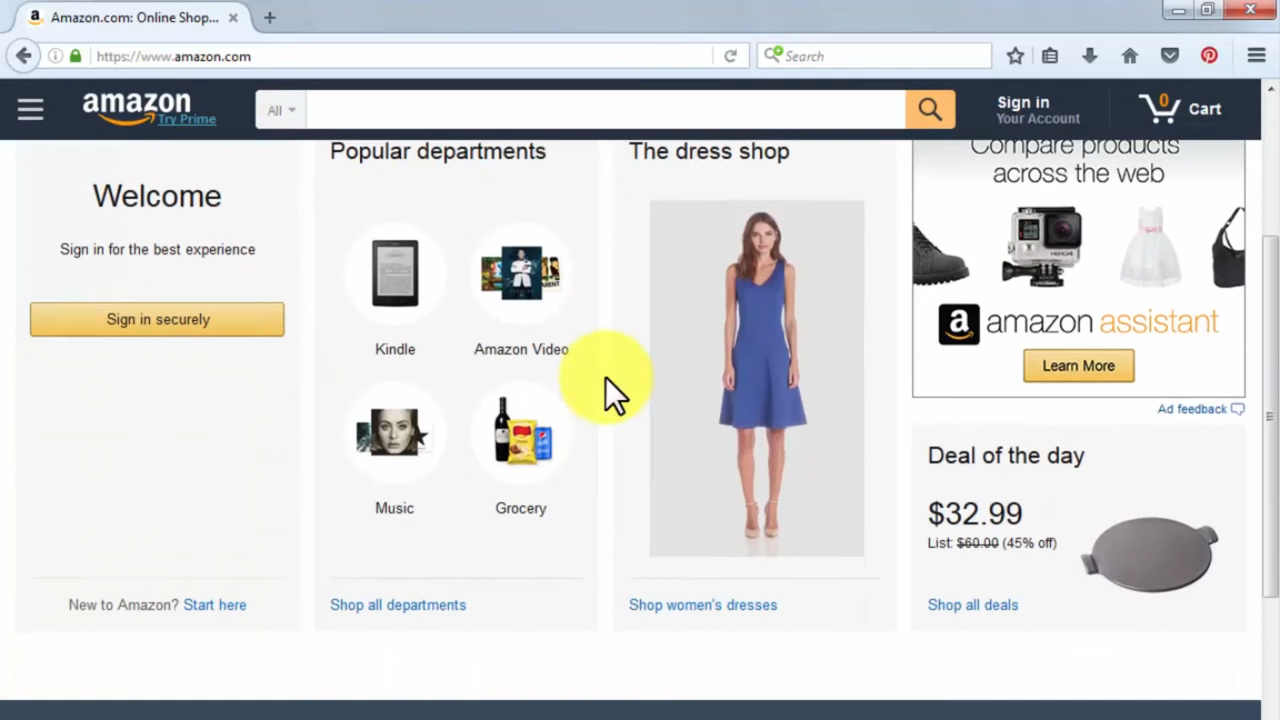 Amazon.com: Online Shop...
https://www.amazon.com
Search
amazon
Try Prime
All
Sign in
Your Account
0
Cart
Welcome
Sign in for the best experience
Sign in securely
New to Amazon? Start here
Popular departments
Kindle
Amazon Video
Music
Grocery
Shop all departments
The dress shop
Shop women's dresses
Compare products
across the web
a amazon assistant
Learn More
Ad feedback
Deal of the day
$32.99
List: $60.00 (45% off)
Shop all deals